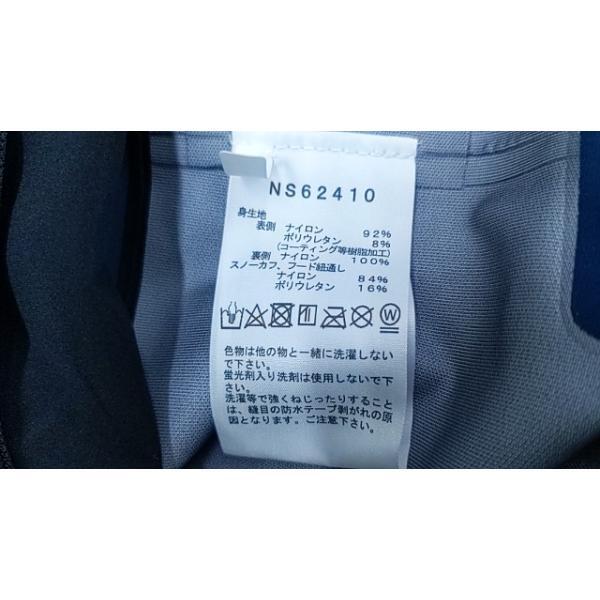 NS62410
身生地
表側 ナイロン 92%
ポリウレタン 8%
(コーティング等樹脂加工)
裏側 ナイロン 100%
スノーカフ、フード紐通し
ナイロン 84%
ポリウレタン 16%
W
色物は他の物と一緒に洗濯しない
で下さい。
蛍光剤入り洗剤は使用しないで下
さい。
洗濯等で強くねじったりすること
は、縫目の防水テープ剥がれの原
因となります。ご注意下さい。